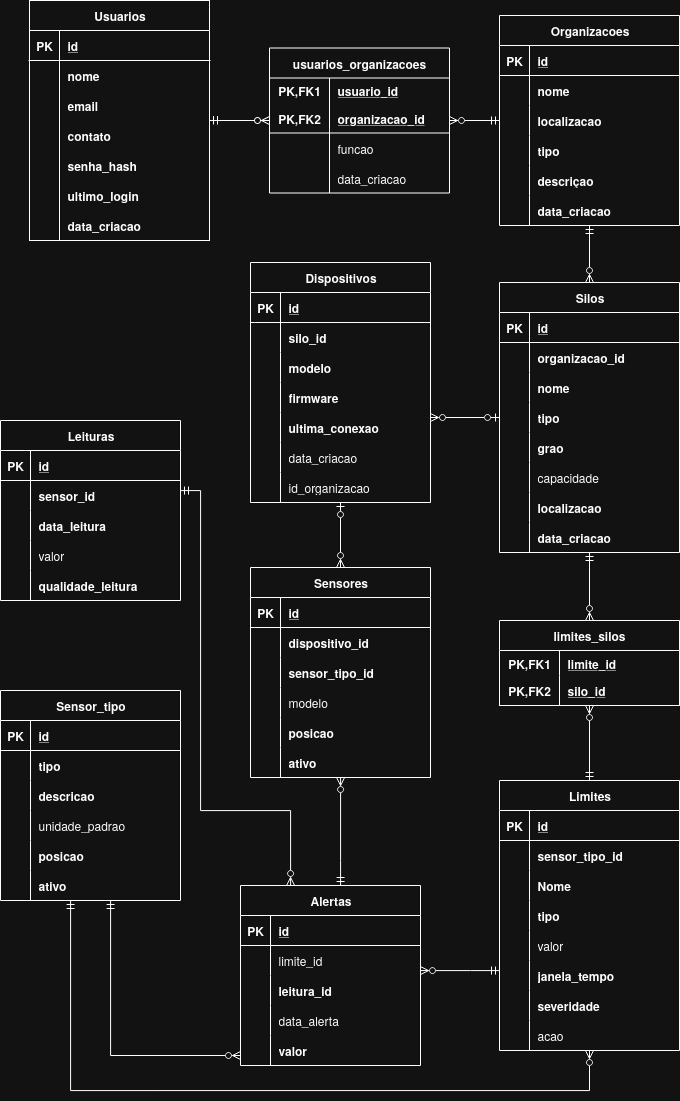 Usuarios
PK id
nome
email
contato
senha_hash
ultimo_login
data_criacao
usuarios_organizacoes
PK,FK1 usuario_id
PK,FK2 organizacao_id
funcao
data_criacao
Organizacoes
PK id
nome
localizacao
tipo
descriçao
data_criacao
Dispositivos
PK id
silo_id
modelo
firmware
ultima_conexao
data_criacao
id_organizacao
Silos
PK id
organizacao_id
nome
tipo
grao
capacidade
localizacao
data_criacao
Leituras
PK id
sensor_id
data_leitura
valor
qualidade_leitura
Sensores
PK id
dispositivo_id
sensor_tipo_id
modelo
posicao
ativo
limites_silos
PK,FK1 limite_id
PK,FK2 silo_id
Sensor_tipo
PK id
tipo
descricao
unidade_padrao
posicao
ativo
Limites
PK id
sensor_tipo_id
Nome
tipo
valor
janela_tempo
severidade
acao
Alertas
PK id
limite_id
leitura_id
data_alerta
valor